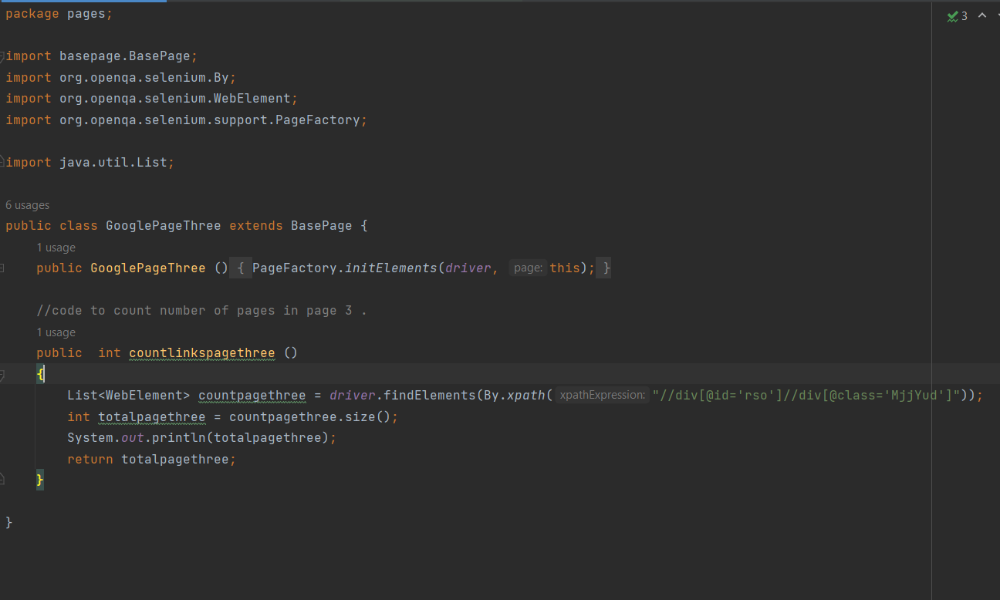 package pages;
3
import basepage.BasePage;
import org.openqa.selenium.By;
import org.openqa.selenium.WebElement;
import org.openqa.selenium.support.PageFactory;
import java.util.List;
6 usages
public class GooglePageThree extends BasePage {
1 usage
public GooglePageThree () { PageFactory.initElements(driver, page: this); }
//code to count number of pages in page 3 .
1 usage
public  int countlinkspagethree ()
{
List<WebElement> countpagethree = driver.findElements(By.xpath( xpathExpression: "//div[@id='rso']//div[@class='MjjYud']"));
int totalpagethree = countpagethree.size();
System.out.println(totalpagethree);
return totalpagethree;
}
}